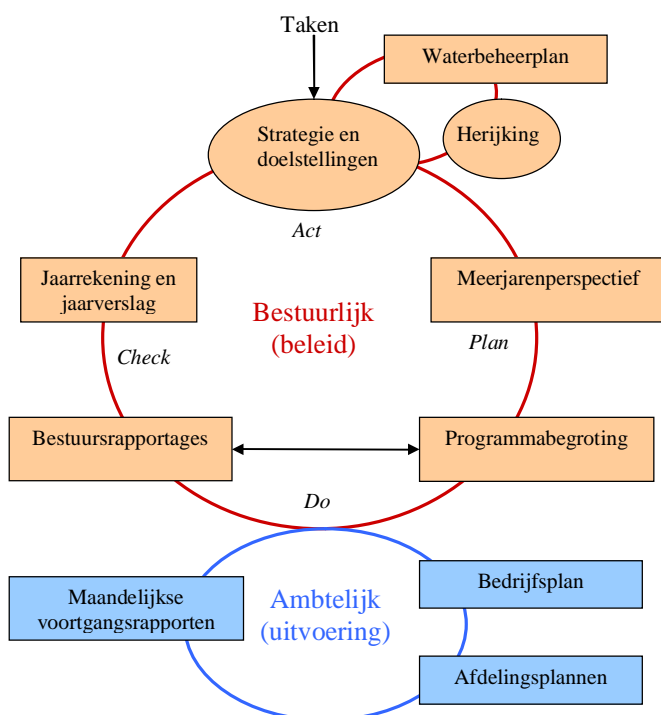 Taken
Waterbeheerplan
Strategie en
doelstellingen
Herijking
Act
Jaarrekening en
jaarverslag
Meerjarenperspectief
Bestuurlijk
(beleid)
Check
Plan
Bestuursrapportages
Programmabegroting
Do
Maandelijkse
voortgangsrapporten
Ambtelijk
(uitvoering)
Bedrijfsplan
Afdelingsplannen